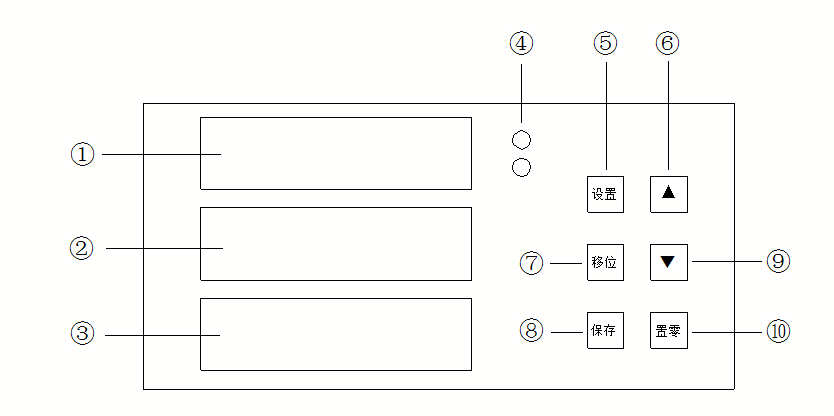 ④ ⑤ ⑥
①
设置 ▲
②
⑦ 移位 ▼ ⑨
③
⑧ 保存 置零 ⑩